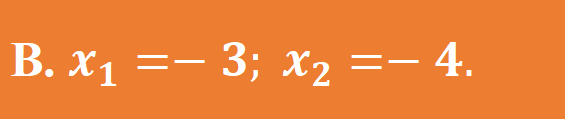 B. x₁ =− 3; x₂ =− 4.